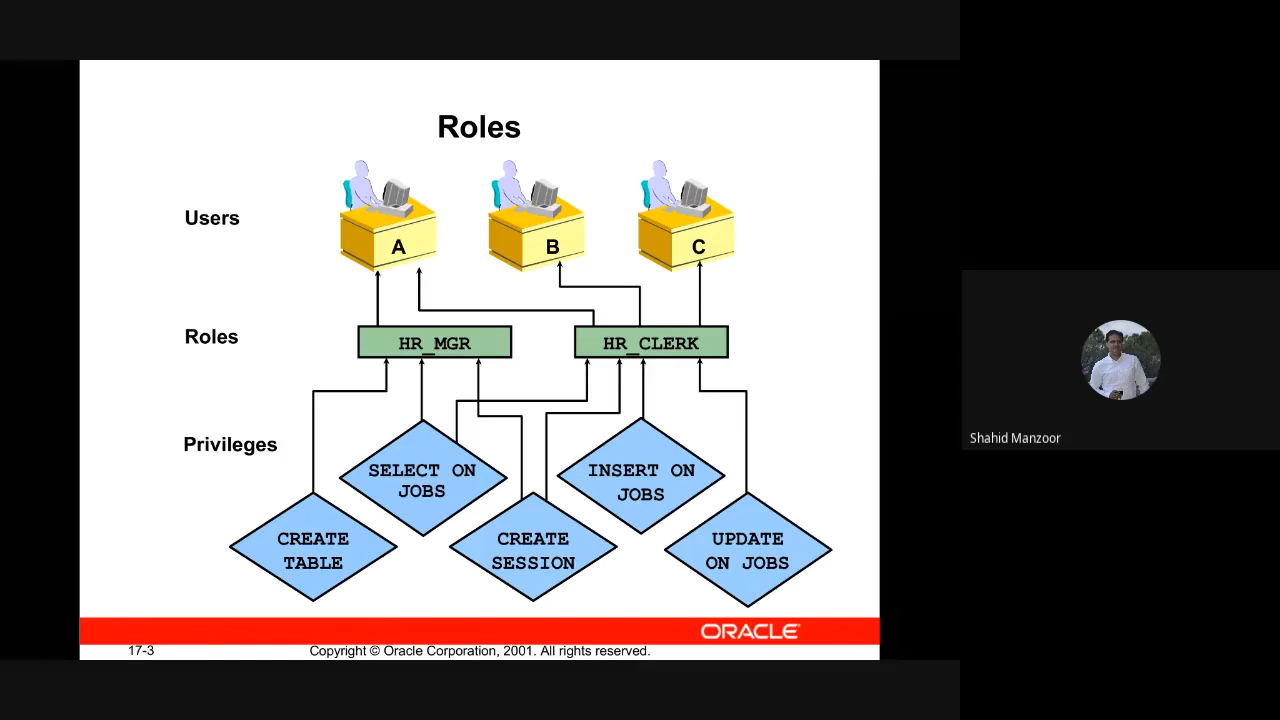 Roles
Users
A
B
C
Roles
HR_MGR
HR_CLERK
Privileges
SELECT ON
JOBS
INSERT ON
JOBS
CREATE
TABLE
CREATE
SESSION
UPDATE
ON JOBS
ORACLE
17-3
Copyright © Oracle Corporation, 2001. All rights reserved.
Shahid Manzoor